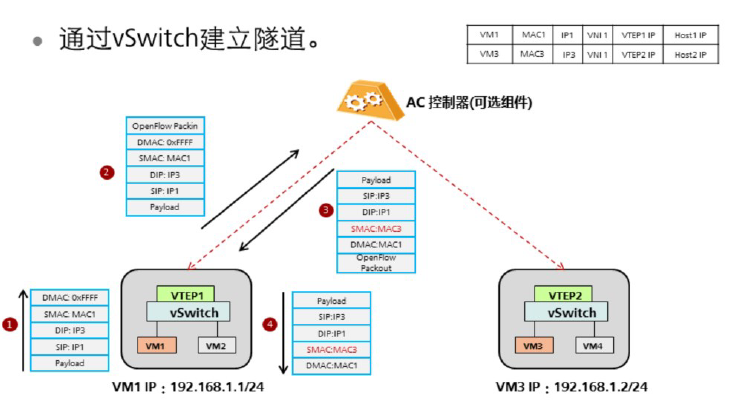 ● 通过vSwitch建立隧道。
VM1 MAC1 IP1 VNI 1 VTEP1 IP Host1 IP
VM3 MAC3 IP3 VNI 1 VTEP2 IP Host2 IP
AC 控制器(可选组件)
2
OpenFlow Packin
DMAC: 0xFFFF
SMAC: MAC1
DIP: IP3
SIP: IP1
Payload
3
Payload
SIP:IP3
DIP:IP1
SMAC:MAC3
DMAC:MAC1
OpenFlow
Packout
1
DMAC: 0xFFFF
SMAC: MAC1
DIP: IP3
SIP: IP1
Payload
VTEP1
vSwitch
VM1 VM2
VM1 IP：192.168.1.1/24
4
Payload
SIP:IP3
DIP:IP1
SMAC:MAC3
DMAC:MAC1
VTEP2
vSwitch
VM3 VM4
VM3 IP：192.168.1.2/24